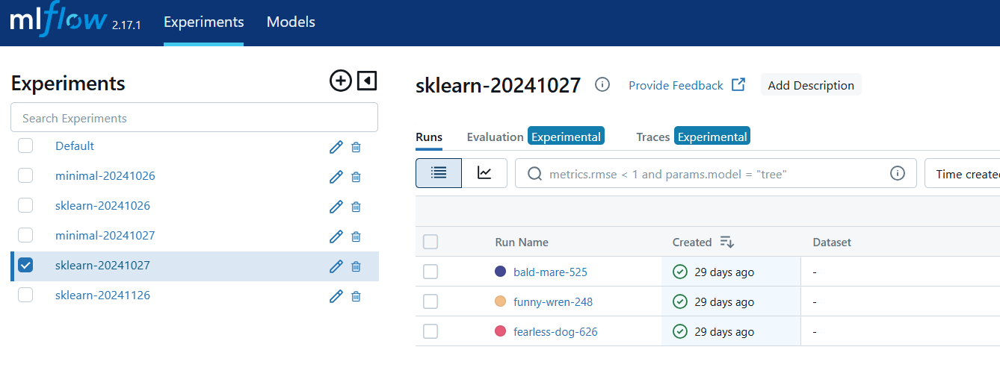 mlflow 2.17.1 Experiments Models
Experiments
Search Experiments
Default
minimal-20241026
sklearn-20241026
minimal-20241027
sklearn-20241027
sklearn-20241126
sklearn-20241027 Provide Feedback Add Description
Runs Evaluation Experimental Traces Experimental
metrics.rmse < 1 and params.model = "tree" Time created
Run Name Created Dataset
bald-mare-525 29 days ago -
funny-wren-248 29 days ago -
fearless-dog-626 29 days ago -